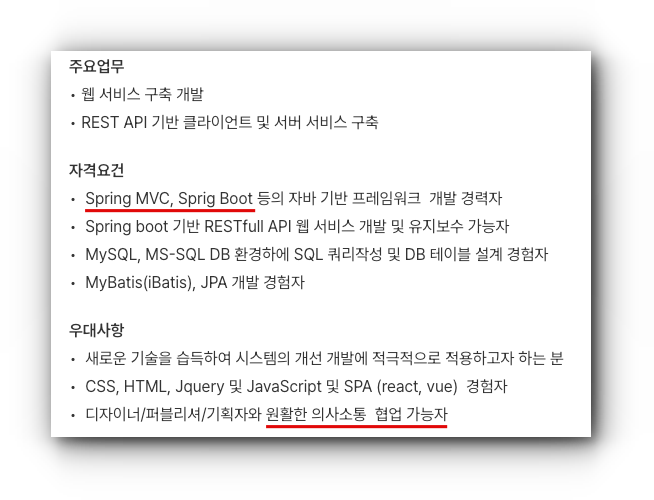 주요업무
• 웹 서비스 구축 개발
• REST API 기반 클라이언트 및 서버 서비스 구축
자격요건
• Spring MVC, Sprig Boot 등의 자바 기반 프레임워크  개발 경력자
• Spring boot 기반 RESTfull API 웹 서비스 개발 및 유지보수 가능자
• MySQL, MS-SQL DB 환경하에 SQL 쿼리작성 및 DB 테이블 설계 경험자
• MyBatis(iBatis), JPA 개발 경험자
우대사항
• 새로운 기술을 습득하여 시스템의 개선 개발에 적극적으로 적용하고자 하는 분
• CSS, HTML, Jquery 및 JavaScript 및 SPA (react, vue)  경험자
• 디자이너/퍼블리셔/기획자와 원활한 의사소통  협업 가능자